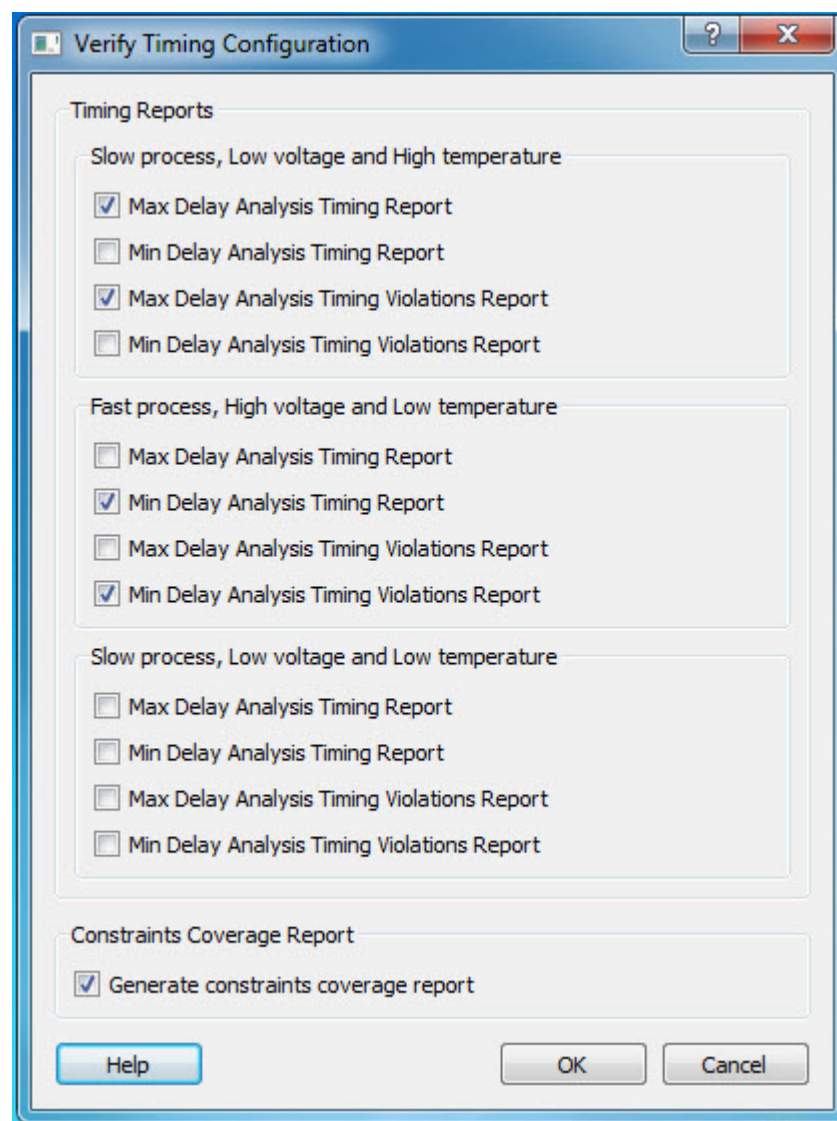 Verify Timing Configuration
Timing Reports
Slow process, Low voltage and High temperature
Max Delay Analysis Timing Report
Min Delay Analysis Timing Report
Max Delay Analysis Timing Violations Report
Min Delay Analysis Timing Violations Report
Fast process, High voltage and Low temperature
Max Delay Analysis Timing Report
Min Delay Analysis Timing Report
Max Delay Analysis Timing Violations Report
Min Delay Analysis Timing Violations Report
Slow process, Low voltage and Low temperature
Max Delay Analysis Timing Report
Min Delay Analysis Timing Report
Max Delay Analysis Timing Violations Report
Min Delay Analysis Timing Violations Report
Constraints Coverage Report
Generate constraints coverage report
Help OK Cancel